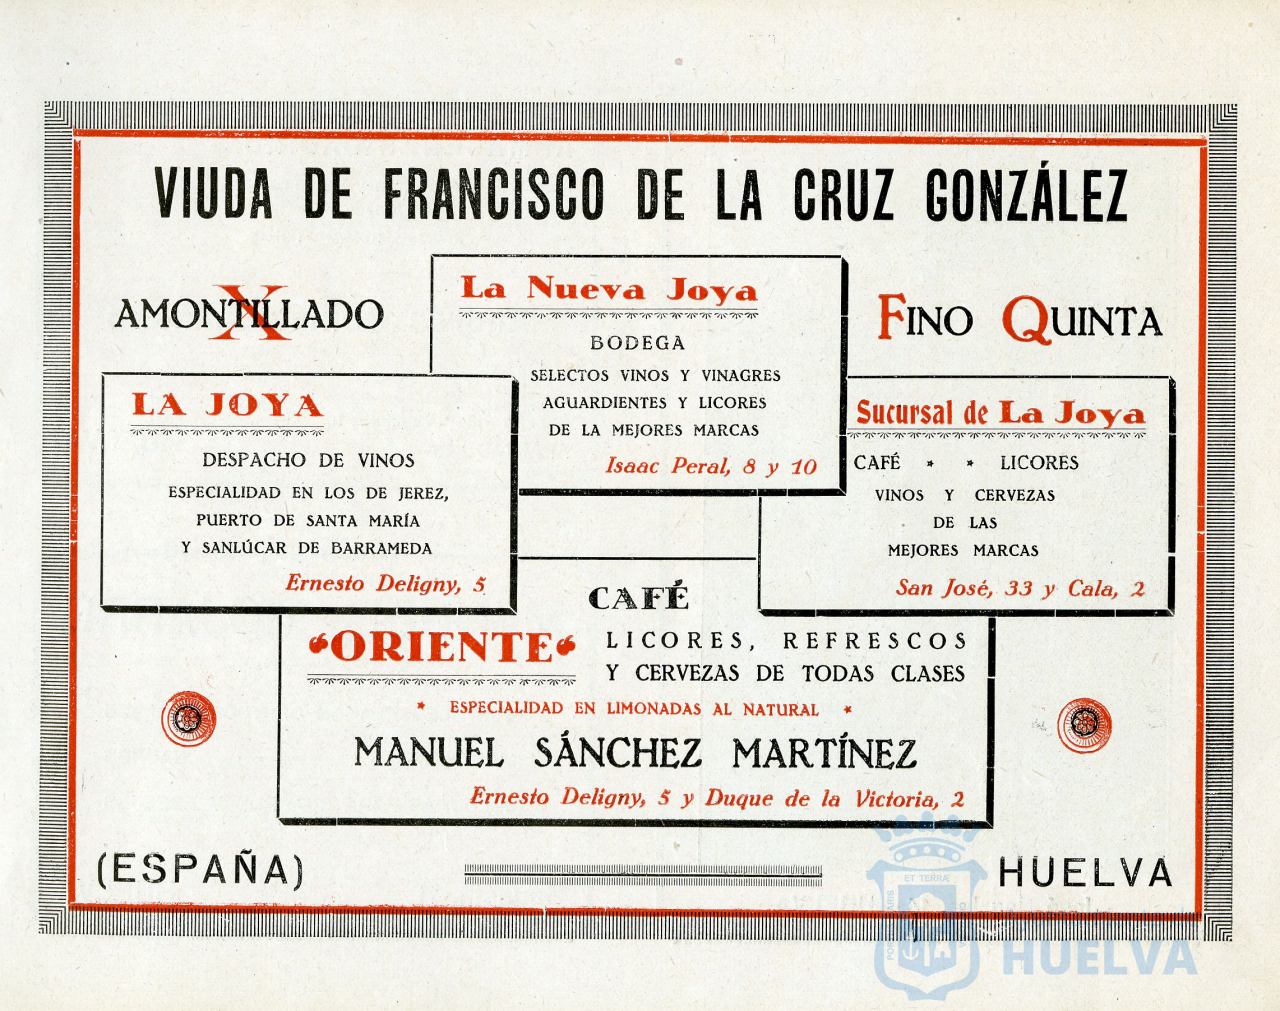 VIUDA DE FRANCISCO DE LA CRUZ GONZÁLEZ
AMONTILLADO
X
La Nueva Joya
BODEGA
SELECTOS VINOS Y VINAGRES
AGUARDIENTES Y LICORES
DE LA MEJORES MARCAS
Isaac Peral, 8 y 10
FINO QUINTA
LA JOYA
DESPACHO DE VINOS
ESPECIALIDAD EN LOS DE JEREZ,
PUERTO DE SANTA MARÍA
Y SANLÚCAR DE BARRAMEDA
Ernesto Deligny, 5
Sucursal de La Joya
CAFÉ * * LICORES
VINOS Y CERVEZAS
DE LAS
MEJORES MARCAS
San José, 33 y Cala, 2
CAFÉ
"ORIENTE"
LICORES, REFRESCOS
Y CERVEZAS DE TODAS CLASES
* ESPECIALIDAD EN LIMONADAS AL NATURAL *
MANUEL SÁNCHEZ MARTÍNEZ
Ernesto Deligny, 5 y Duque de la Victoria, 2
(ESPAÑA)
HUELVA
ET TERRÆ
HUELVA